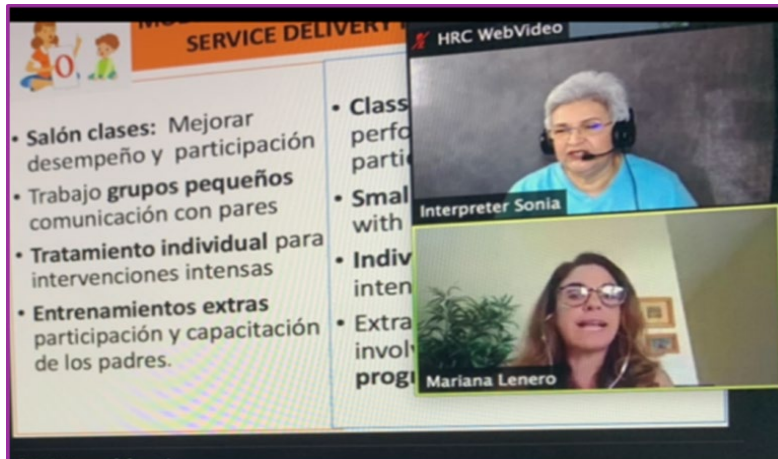 SERVICE DELIVERY
• Salón clases: Mejorar
desempeño y participación
• Trabajo grupos pequeños
comunicación con pares
• Tratamiento individual para
intervenciones intensas
• Entrenamientos extras
participación y capacitación
de los padres.
• Class
perfo
parti
• Smal
with
• Indiv
inten
• Extra
invol
progr
HRC WebVideo
Interpreter Sonia
Mariana Lenero